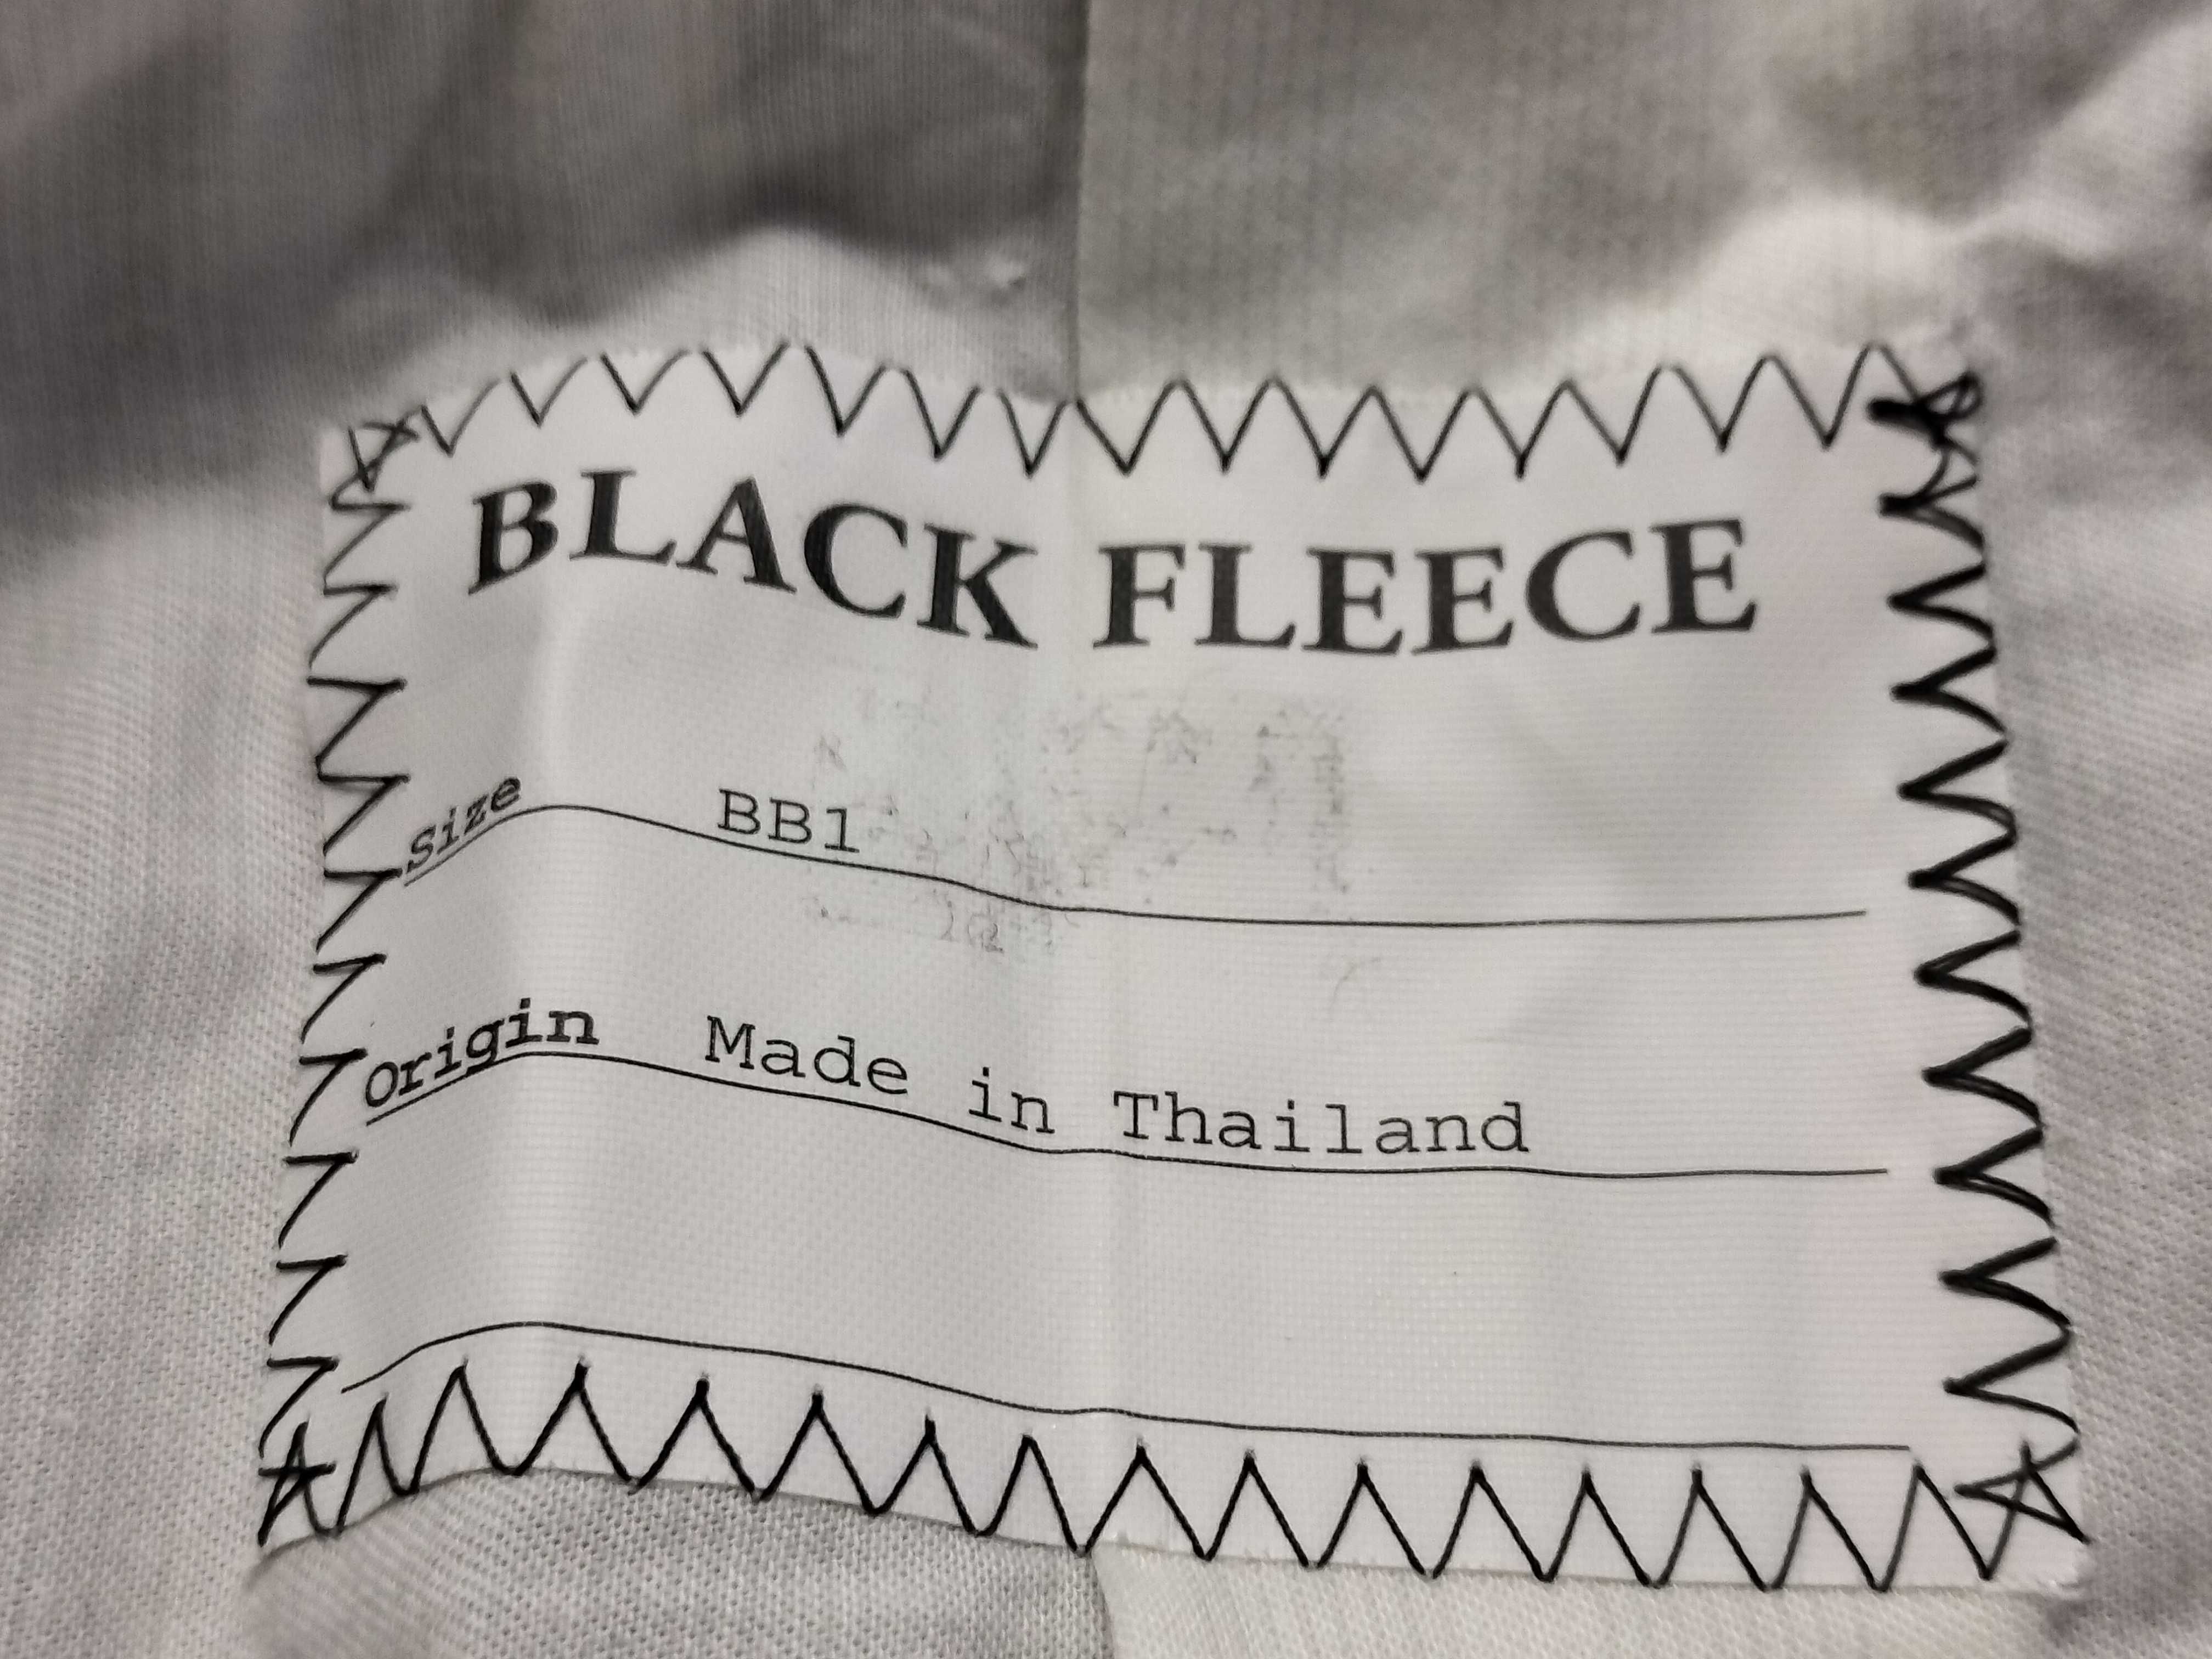 BLACK FLEECE
Size BB1
Origin Made in Thailand